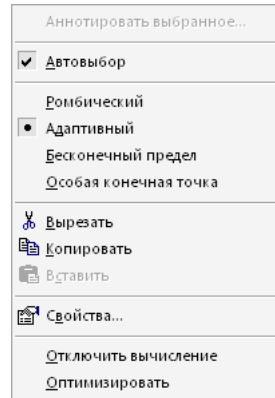 Аннотировать выбранное...
Автовыбор
Ромбический
Адаптивный
Бесконечный предел
Особая конечная точка
Вырезать
Копировать
Вставить
Свойства...
Отключить вычисление
Оптимизировать